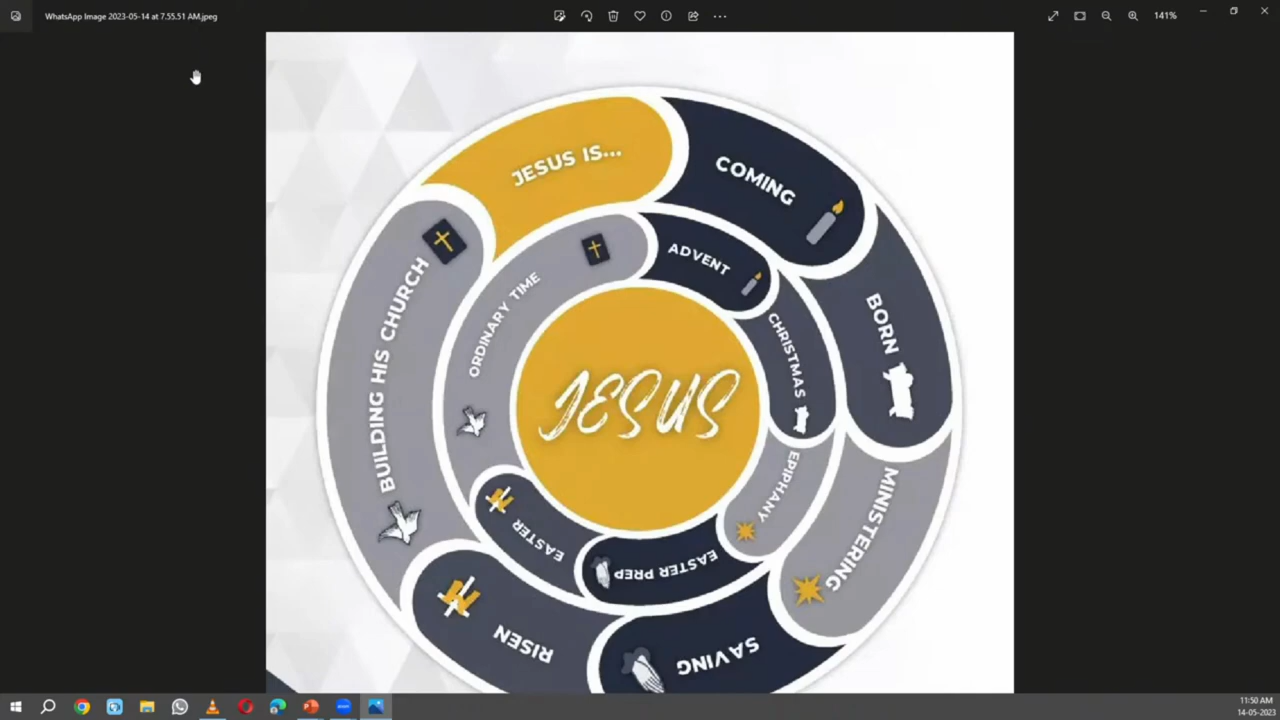 WhatsApp Image 2023-05-14 at 7.55.51 AM.jpeg
141%
JESUS IS...
COMING
BORN
MINISTERING
SAVING
RISEN
BUILDING HIS CHURCH
ADVENT
CHRISTMAS
EPIPHANY
EASTER PREP
EASTER
ORDINARY TIME
JESUS
11:50 AM
14-05-2023